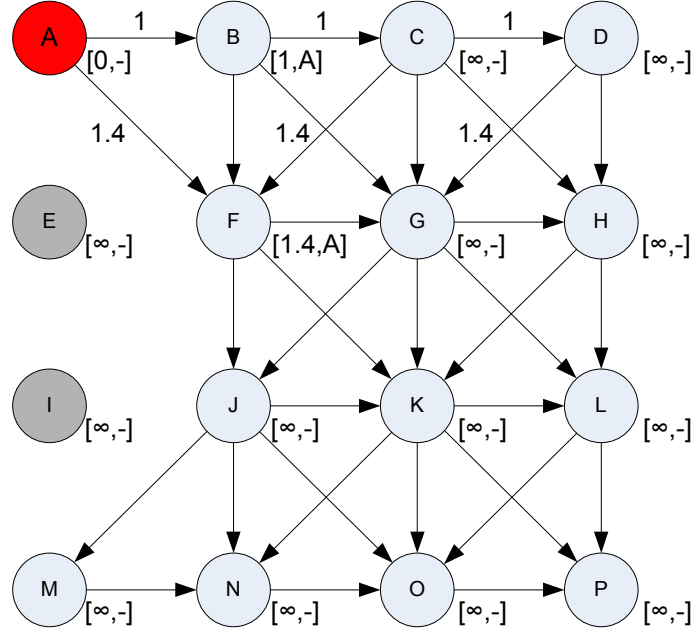 A 1 B 1 C 1 D
[0,-] [1,A] [∞,-] [∞,-]
1.4 1.4 1.4
E F G H
[∞,-] [1.4,A] [∞,-] [∞,-]
I J K L
[∞,-] [∞,-] [∞,-] [∞,-]
M N O P
[∞,-] [∞,-] [∞,-] [∞,-]